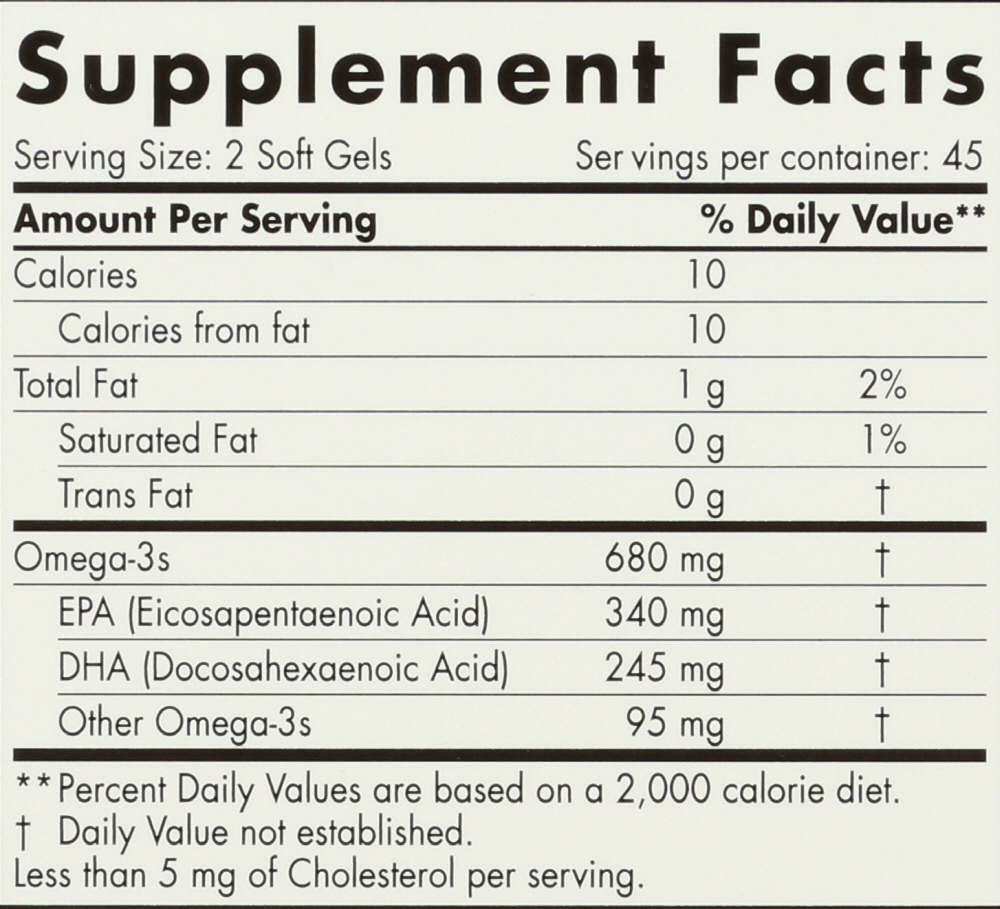 Supplement Facts
Serving Size: 2 Soft Gels Servings per container: 45
Amount Per Serving % Daily Value**
Calories 10
Calories from fat 10
Total Fat 1 g 2%
Saturated Fat 0 g 1%
Trans Fat 0 g †
Omega-3s 680 mg †
EPA (Eicosapentaenoic Acid) 340 mg †
DHA (Docosahexaenoic Acid) 245 mg †
Other Omega-3s 95 mg †
**Percent Daily Values are based on a 2,000 calorie diet.
† Daily Value not established.
Less than 5 mg of Cholesterol per serving.